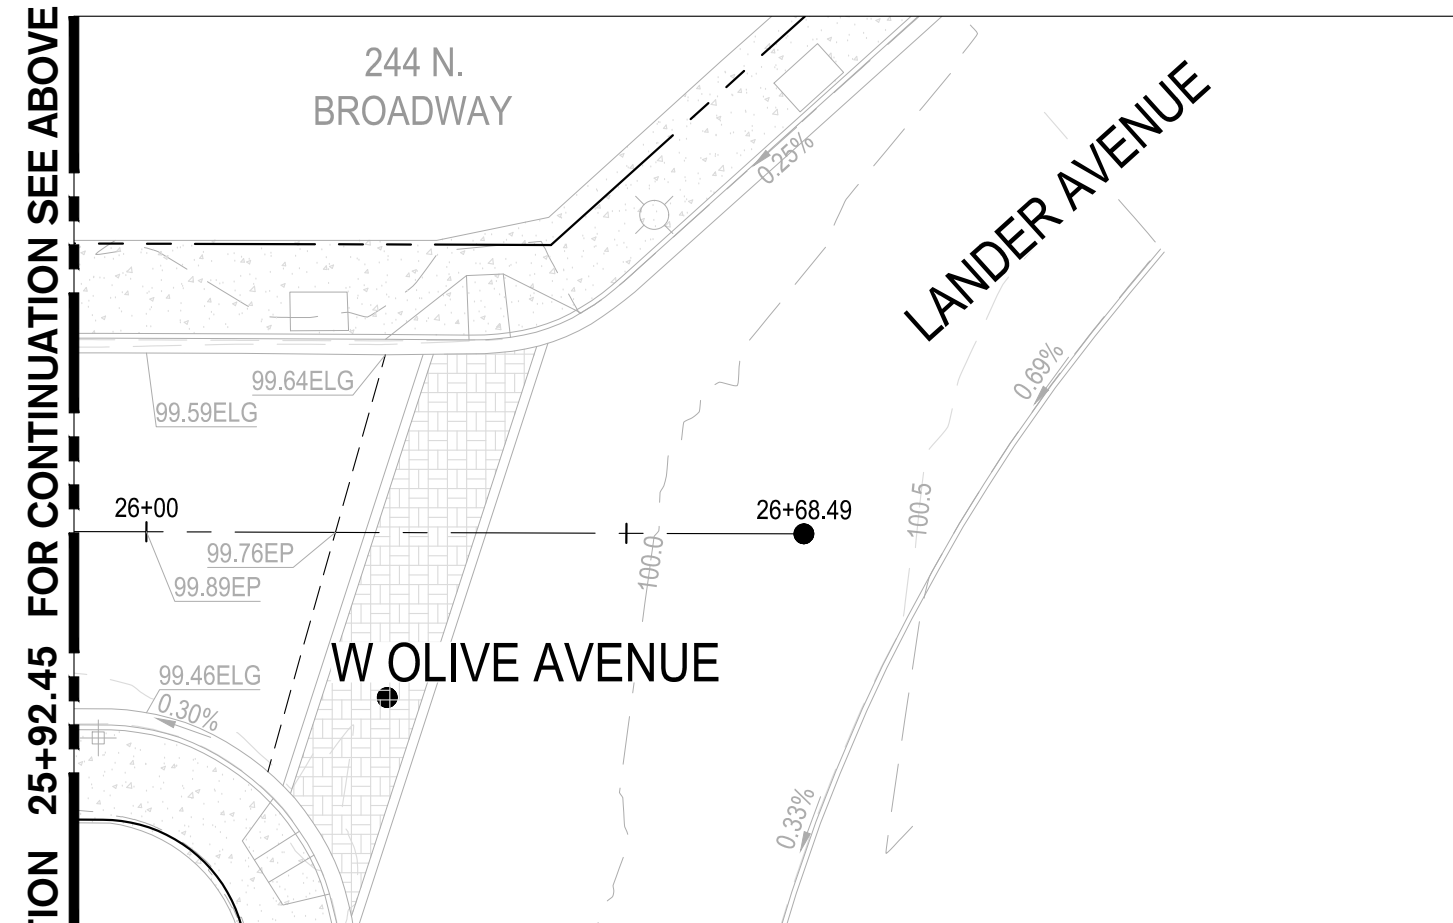 TION 25+92.45 FOR CONTINUATION SEE ABOVE
244 N.
BROADWAY
0.25%
LANDER AVENUE
0.69%
99.64ELG
99.59ELG
26+00
26+68.49
100.5
99.76EP
100.0
99.89EP
W OLIVE AVENUE
99.46ELG
0.30%
0.33%